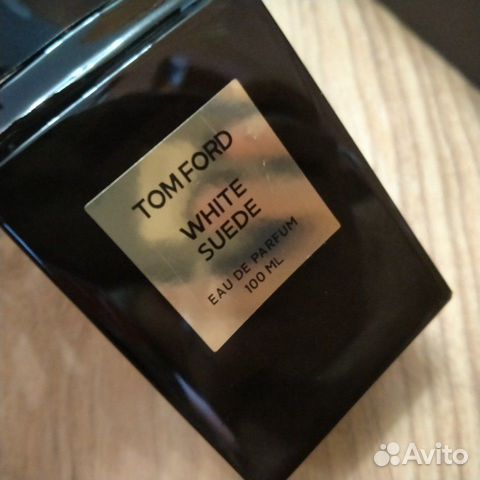 TOM FORD
WHITE
SUEDE
EAU DE PARFUM
100 ML
Avito